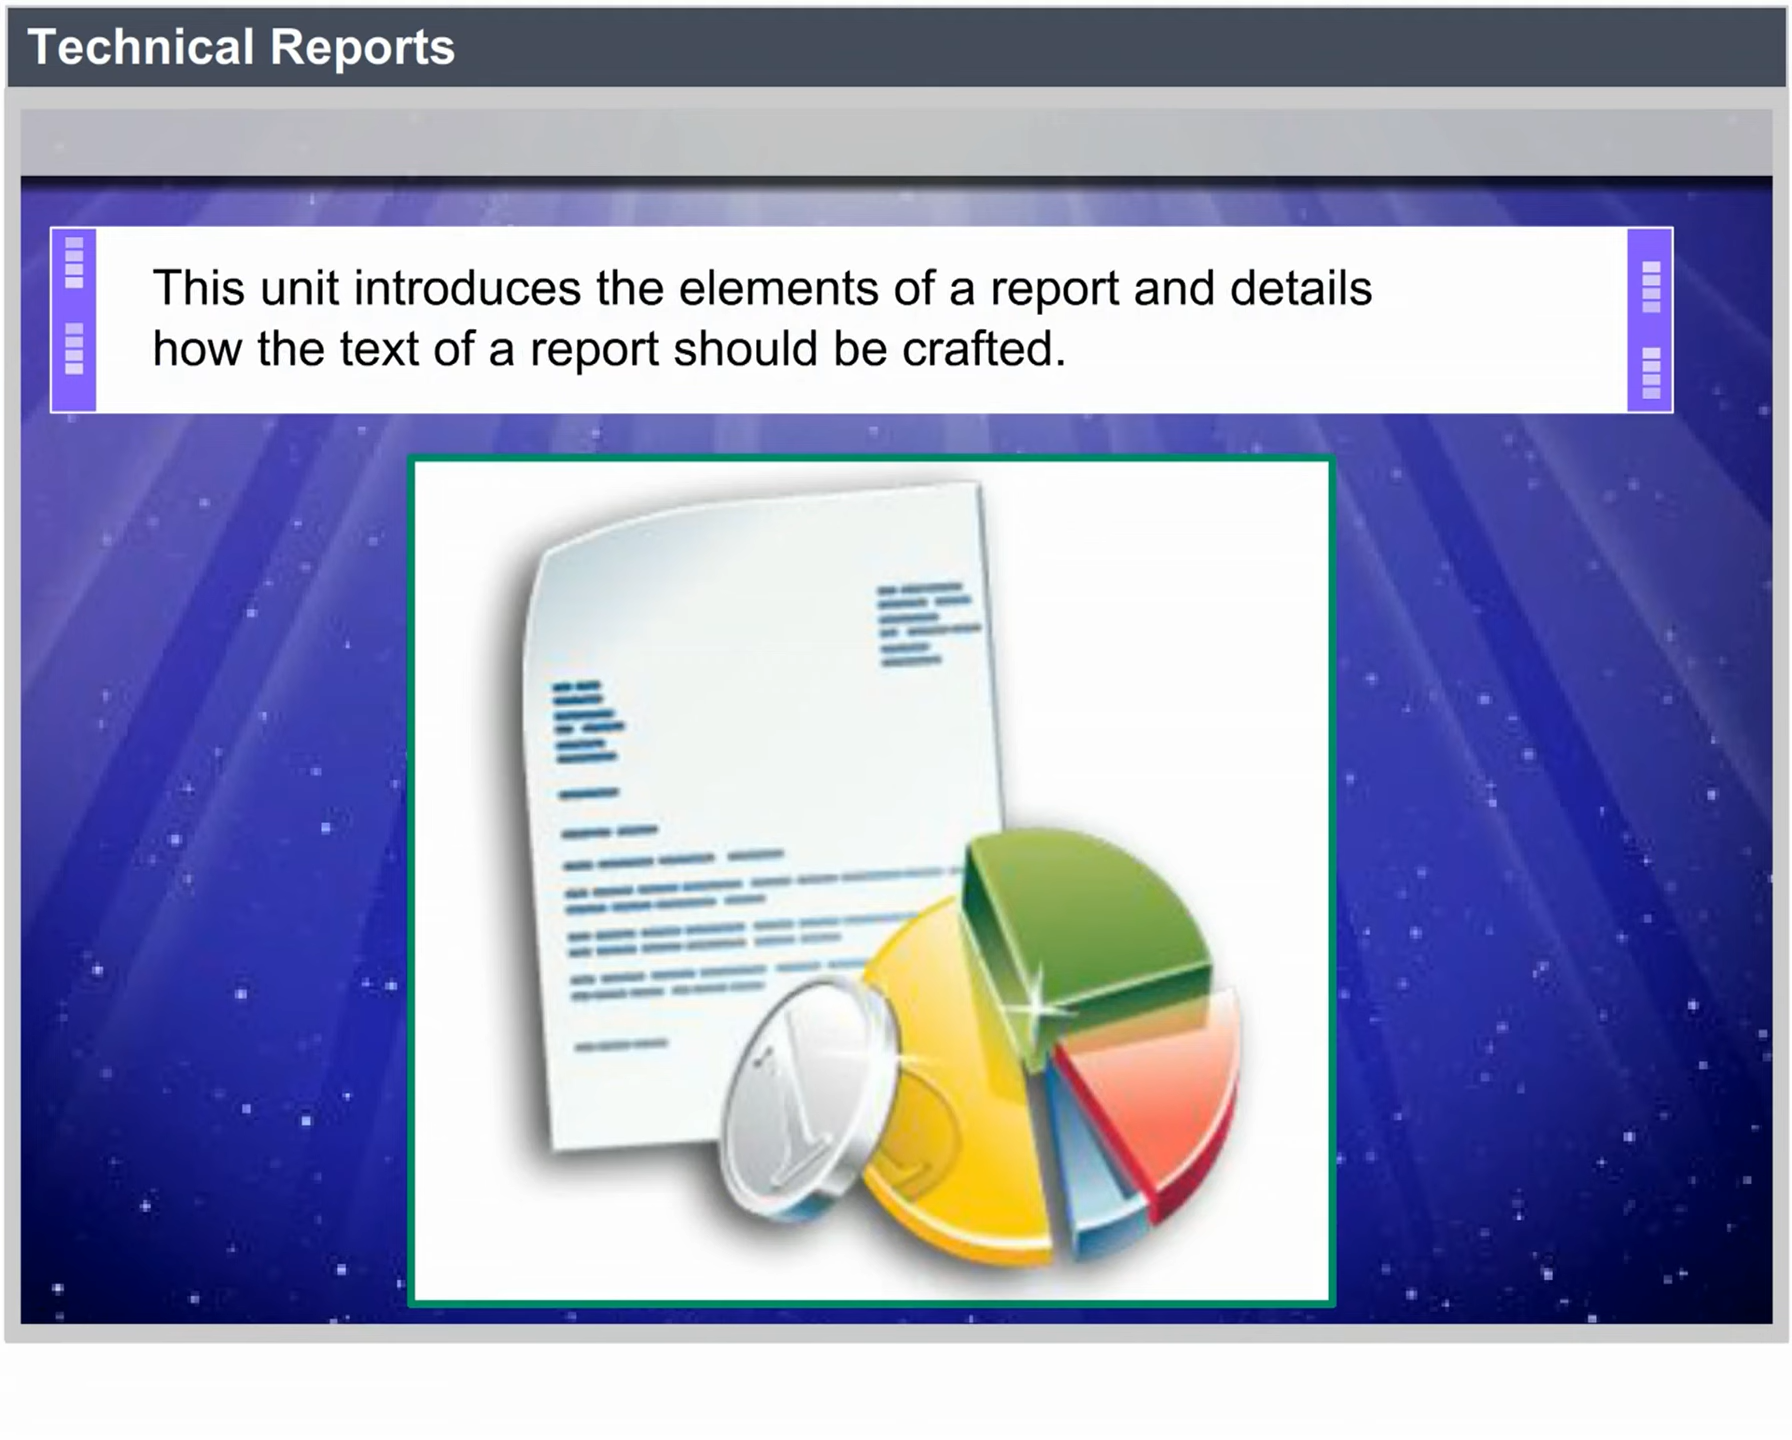 Technical Reports
This unit introduces the elements of a report and details
how the text of a report should be crafted.